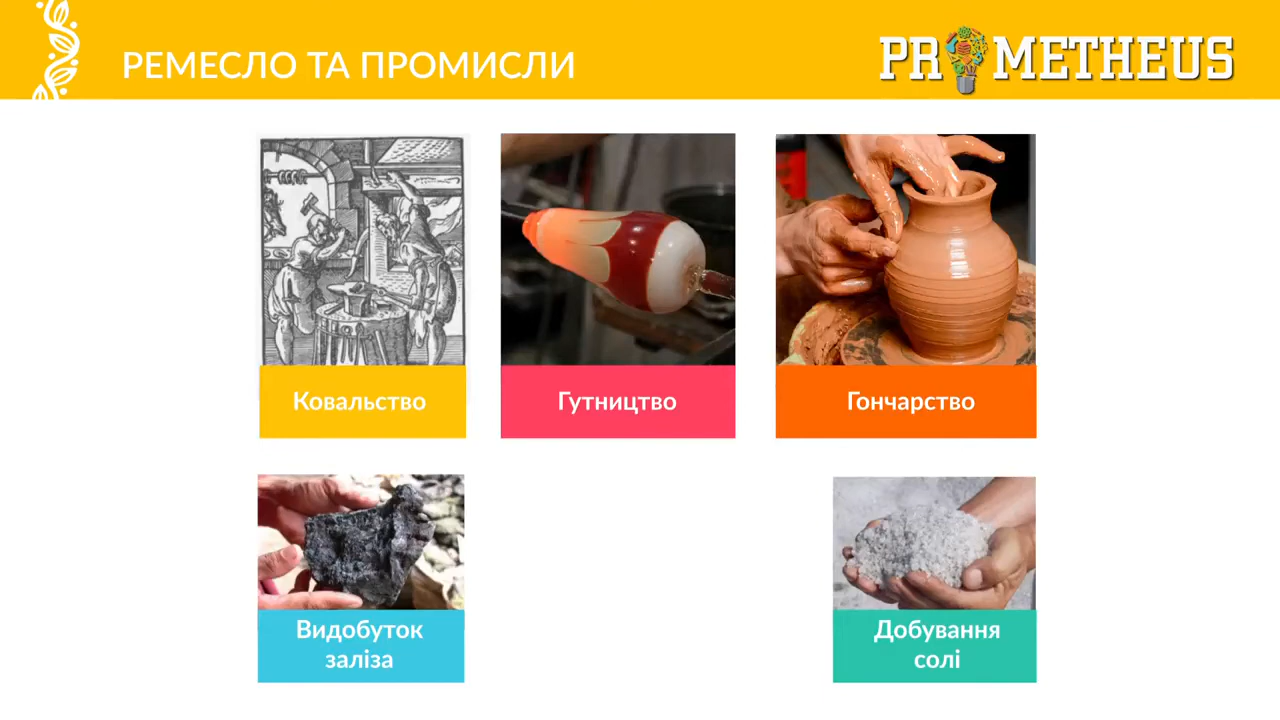 РЕМЕСЛО ТА ПРОМИСЛИ
PROMETHEUS
Ковальство
Гутництво
Гончарство
Видобуток
заліза
Добування
солі